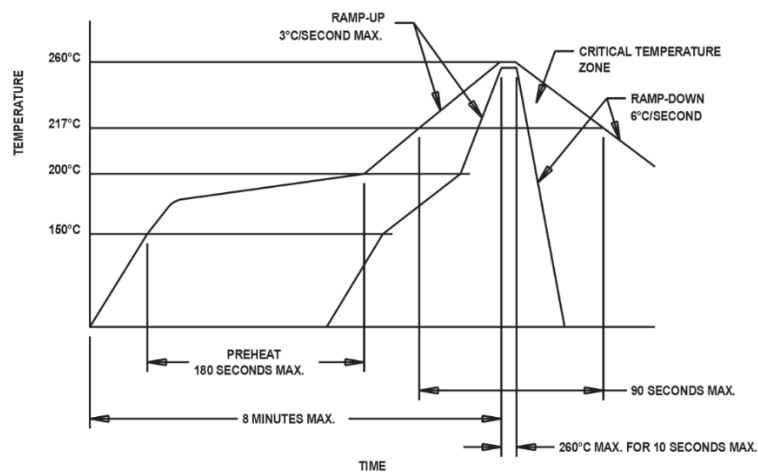 RAMP-UP
3°C/SECOND MAX.
260°C
CRITICAL TEMPERATURE
ZONE
RAMP-DOWN
6°C/SECOND
217°C
TEMPERATURE
200°C
150°C
PREHEAT
180 SECONDS MAX.
90 SECONDS MAX.
8 MINUTES MAX.
260°C MAX. FOR 10 SECONDS MAX.
TIME